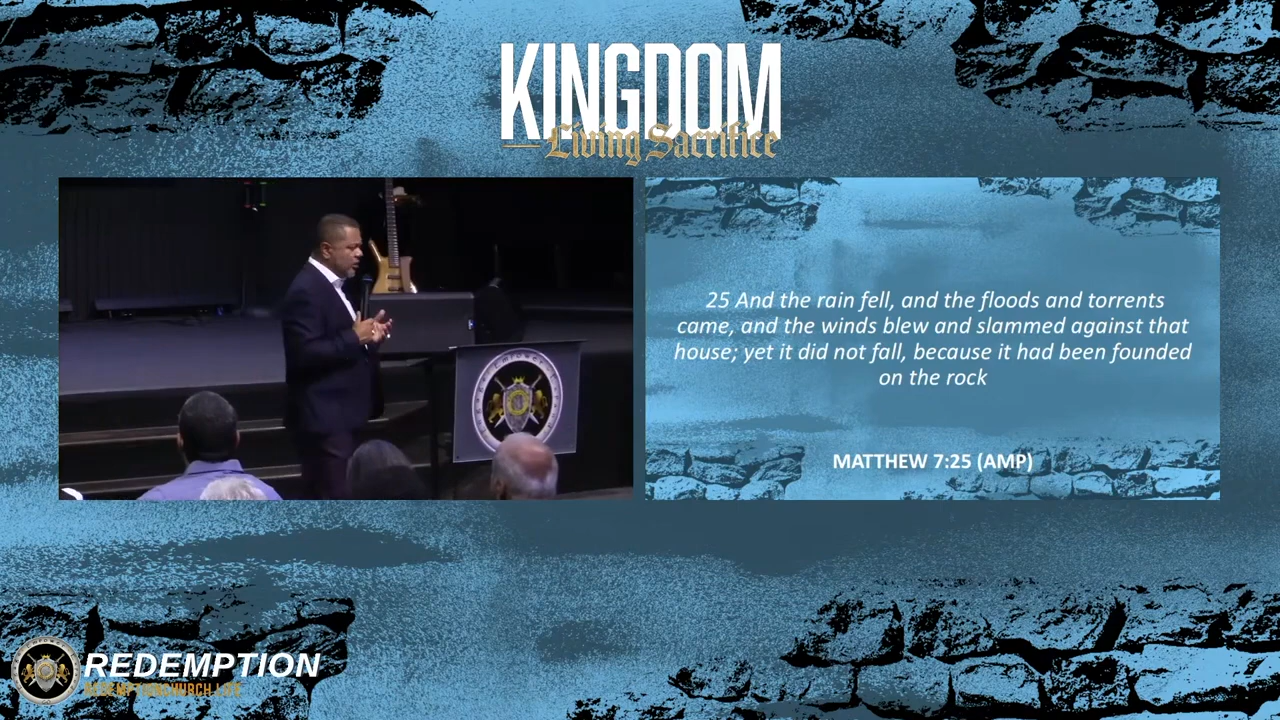 KINGDOM
Living Sacrifice
25 And the rain fell, and the floods and torrents
came, and the winds blew and slammed against that
house; yet it did not fall, because it had been founded
on the rock
MATTHEW 7:25 (AMP)
REDEMPTION
REDEMPTIONCHURCH.LIFE